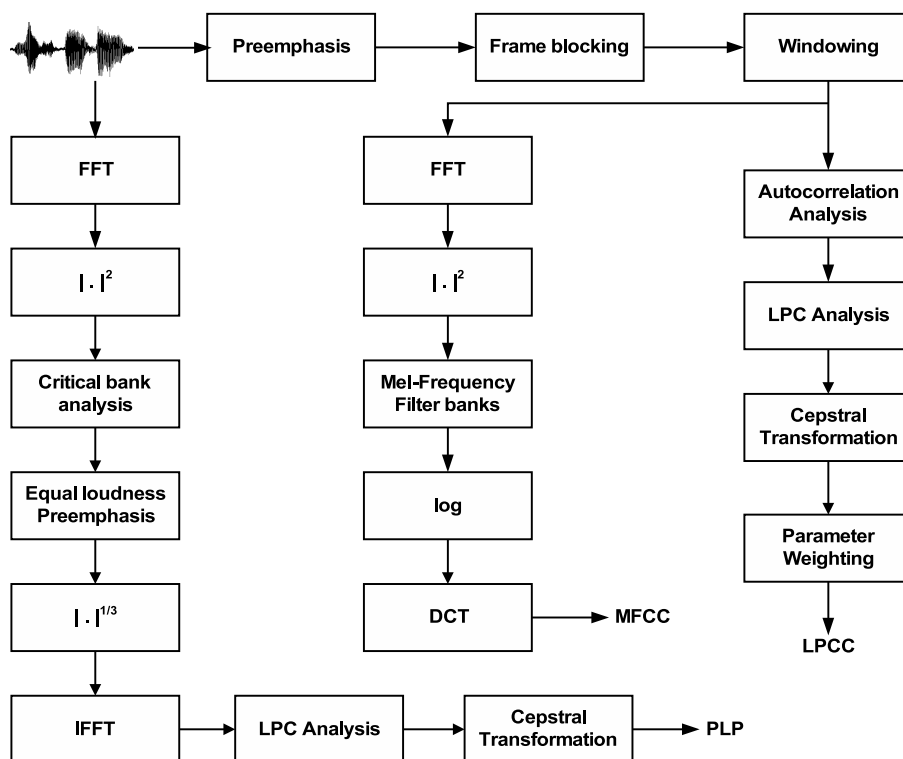 Preemphasis
Frame blocking
Windowing
FFT
| . |²
Critical bank
analysis
Equal loudness
Preemphasis
| . |¹/³
IFFT
LPC Analysis
Cepstral
Transformation
PLP
FFT
| . |²
Mel-Frequency
Filter banks
log
DCT
MFCC
Autocorrelation
Analysis
LPC Analysis
Cepstral
Transformation
Parameter
Weighting
LPCC